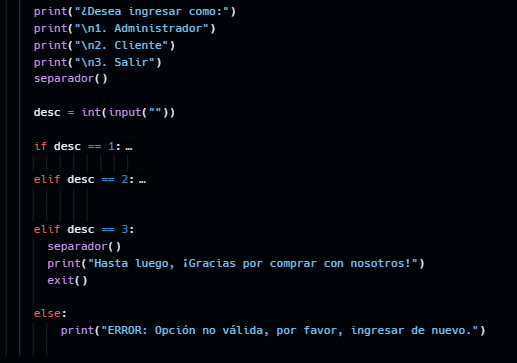 print("¿Desea ingresar como:")
print("\n1. Administrador")
print("\n2. Cliente")
print("\n3. Salir")
separador()
desc = int(input(""))
if desc == 1:…
elif desc == 2:…
elif desc == 3:
separador()
print("Hasta luego, ¡Gracias por comprar con nosotros!")
exit()
else:
print("ERROR: Opción no válida, por favor, ingresar de nuevo.")